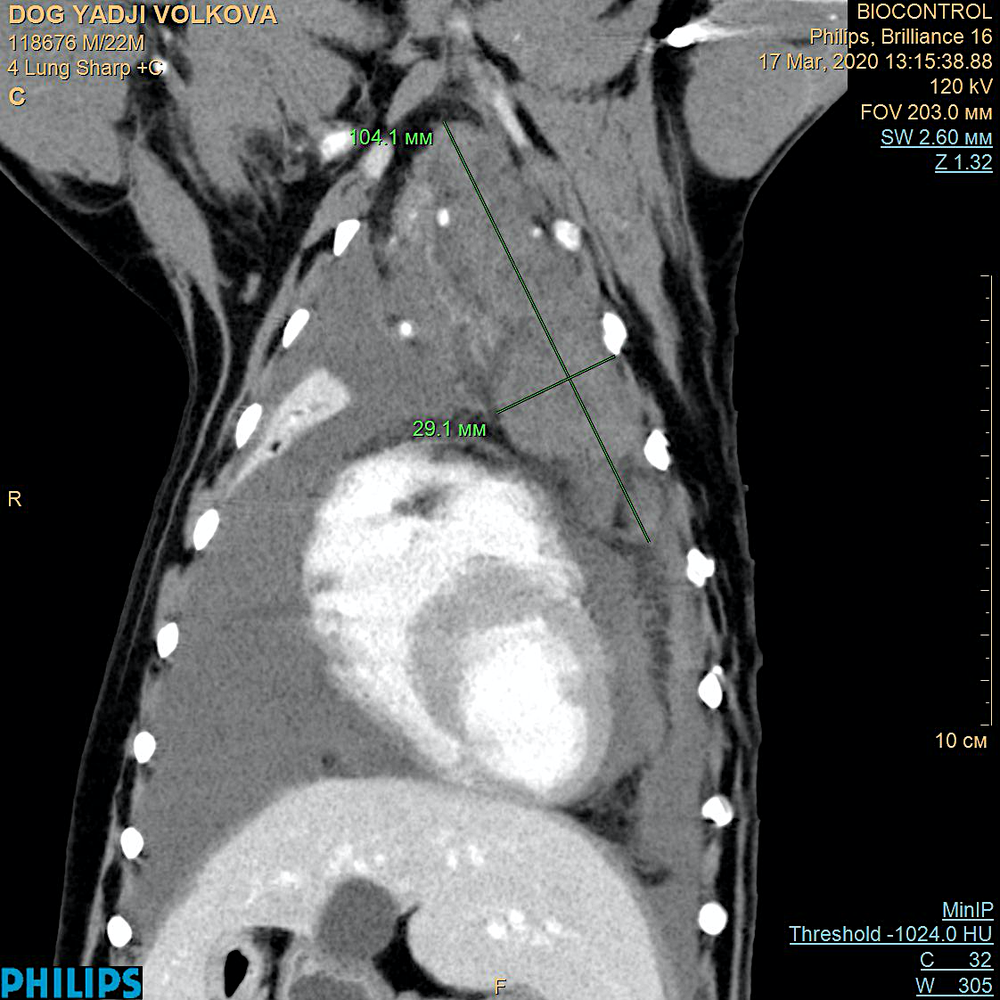 DOG YADJI VOLKOVA
118676 M/22M
4 Lung Sharp +C
C
BIOCONTROL
Philips, Brilliance 16
17 Mar, 2020 13:15:38.88
120 kV
FOV 203.0 мм
SW 2.60 мм
Z 1.32
104.1 мм
29.1 мм
R
10 см
MinIP
Threshold -1024.0 HU
C 32
W 305
PHILIPS
F